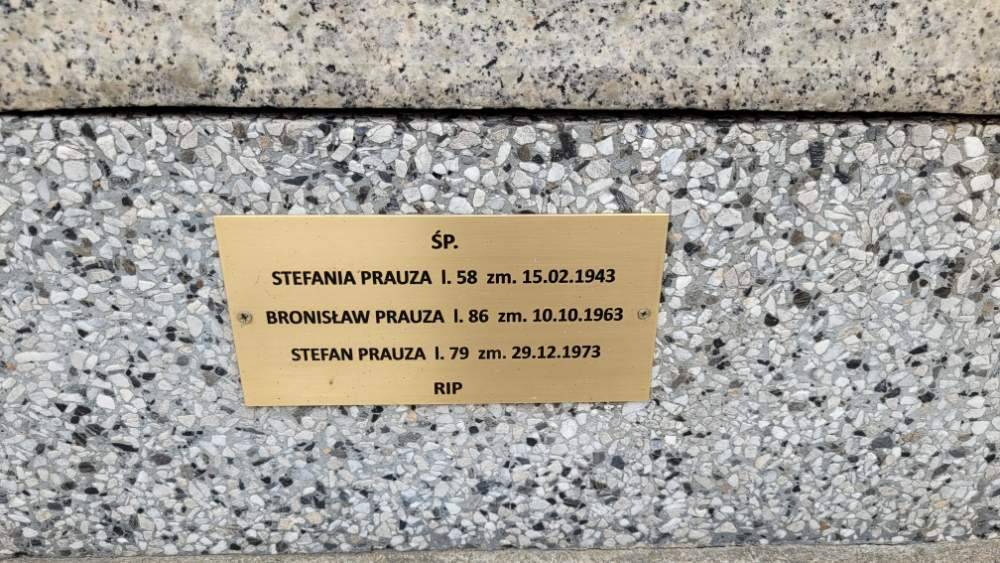 ŚP.
STEFANIA PRAUZA l. 58 zm. 15.02.1943
BRONISŁAW PRAUZA l. 86 zm. 10.10.1963
STEFAN PRAUZA l. 79 zm. 29.12.1973
RIP